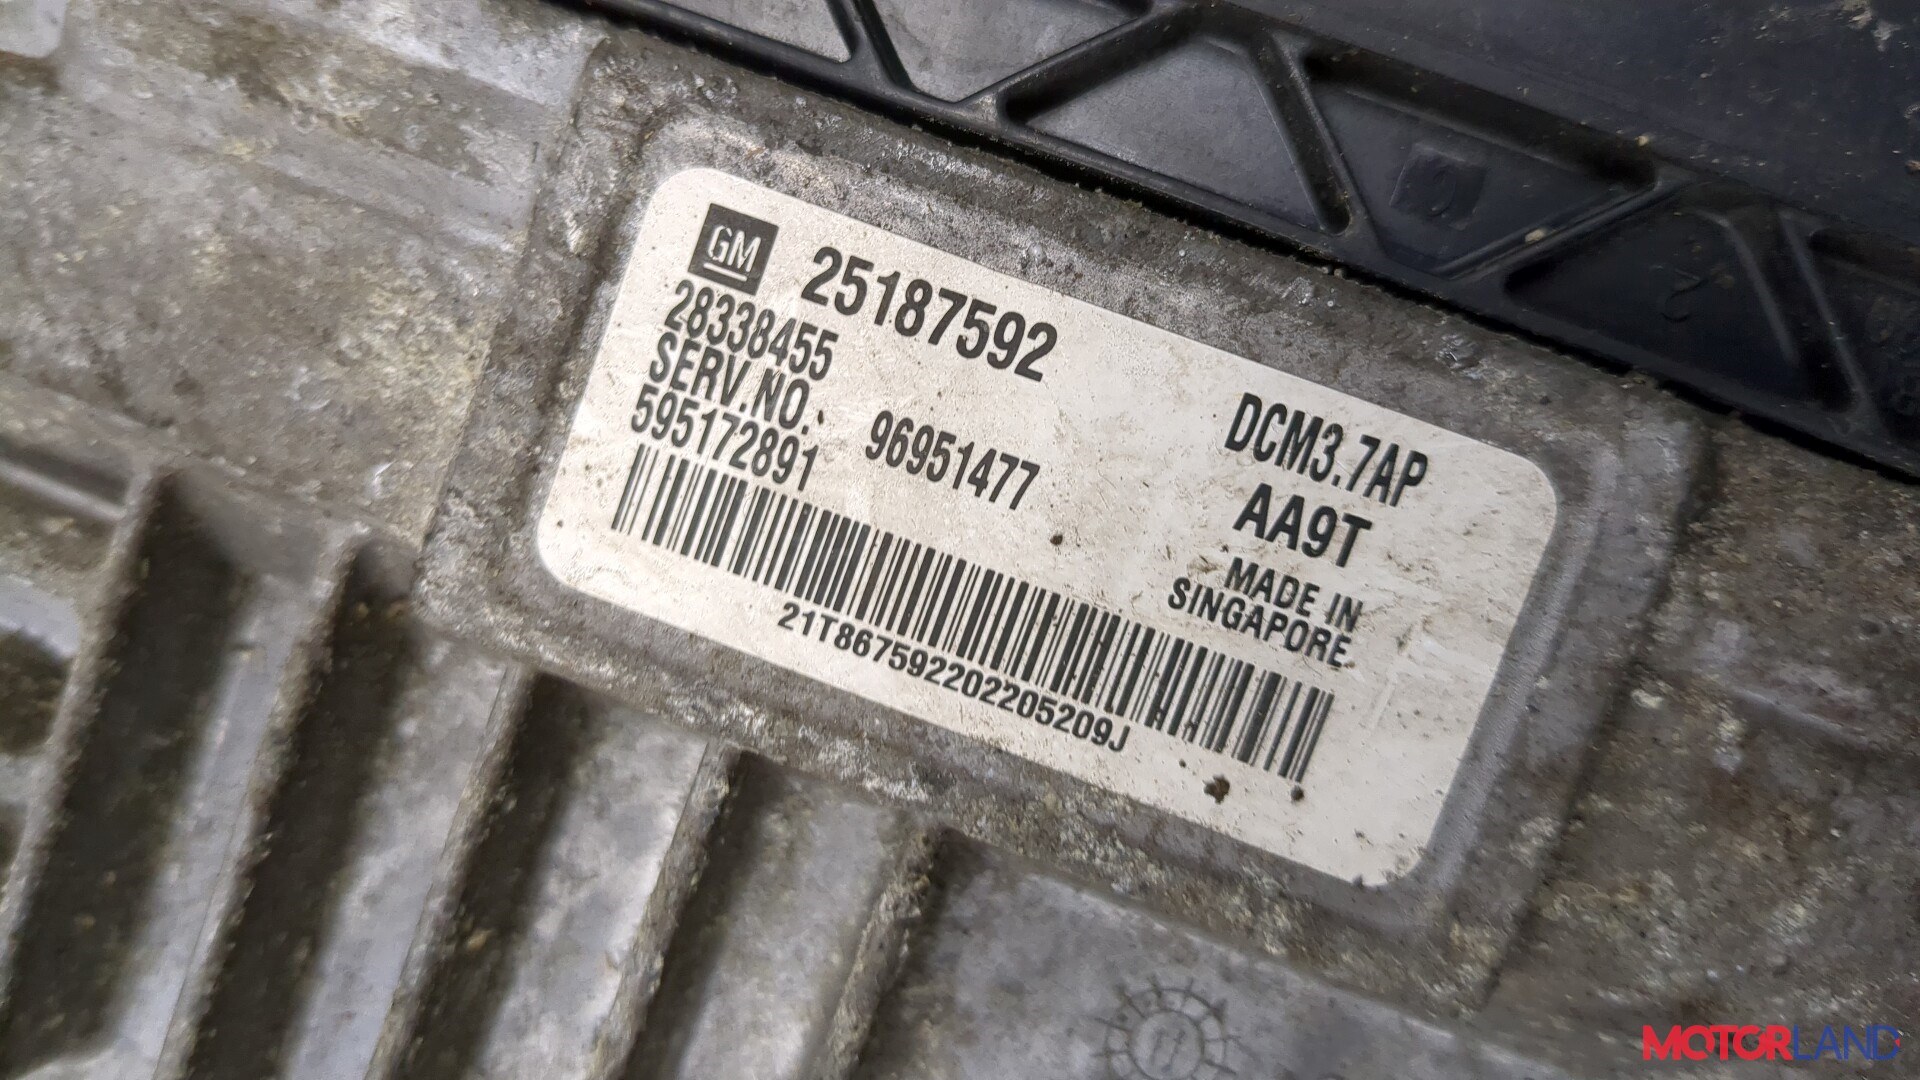 GM 25187592
28338455
SERV.NO. 96951477
595172891
DCM3.7AP
AA9T
MADE IN
SINGAPORE
21T867592202205209J
MOTORLAND